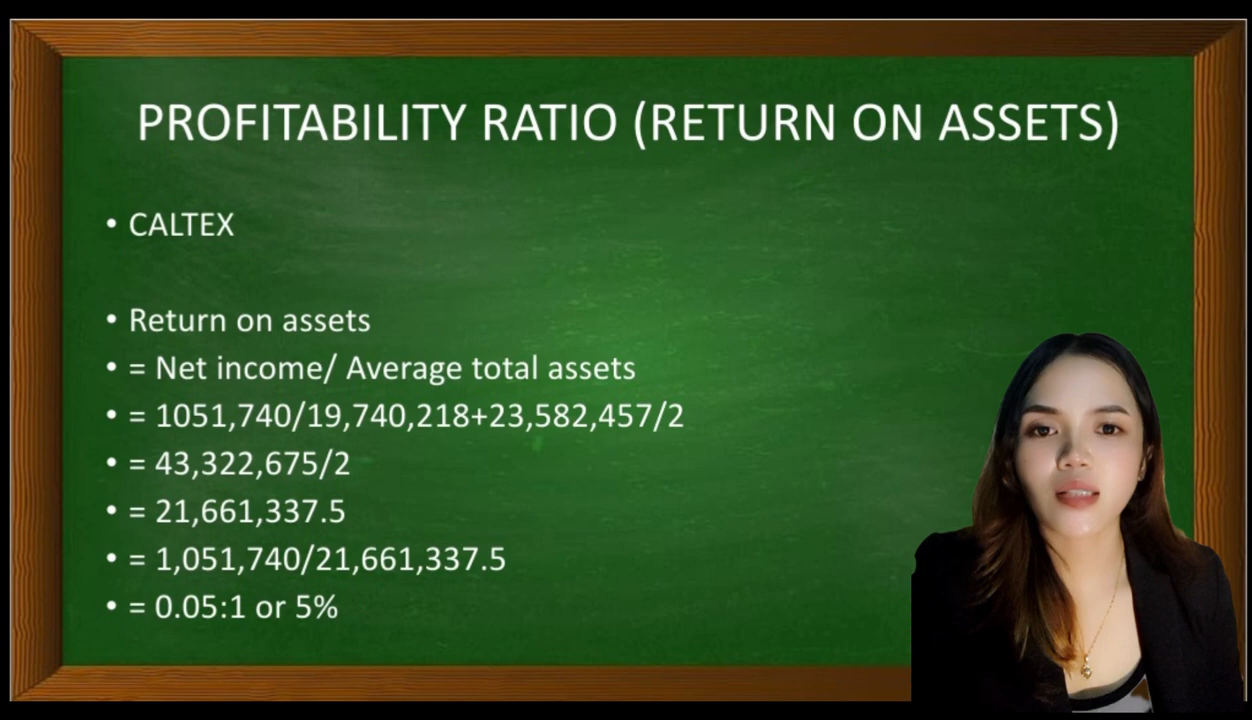 PROFITABILITY RATIO (RETURN ON ASSETS)
• CALTEX
• Return on assets
• = Net income/ Average total assets
• = 1051,740/19,740,218+23,582,457/2
• = 43,322,675/2
• = 21,661,337.5
• = 1,051,740/21,661,337.5
• = 0.05:1 or 5%